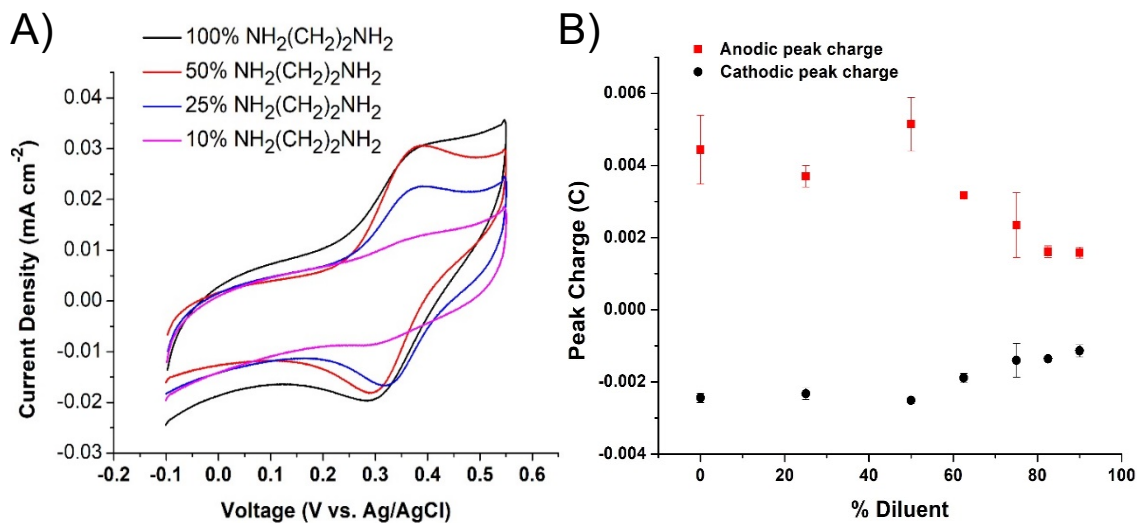 A)
100% NH2(CH2)2NH2
50% NH2(CH2)2NH2
25% NH2(CH2)2NH2
10% NH2(CH2)2NH2
0.04
0.03
0.02
0.01
0.00
-0.01
-0.02
-0.03
Current Density (mA cm-2)
-0.2 -0.1 0.0 0.1 0.2 0.3 0.4 0.5 0.6
Voltage (V vs. Ag/AgCl)
B)
Anodic peak charge
Cathodic peak charge
0.006
0.004
0.002
0.000
-0.002
-0.004
Peak Charge (C)
0 20 40 60 80 100
% Diluent